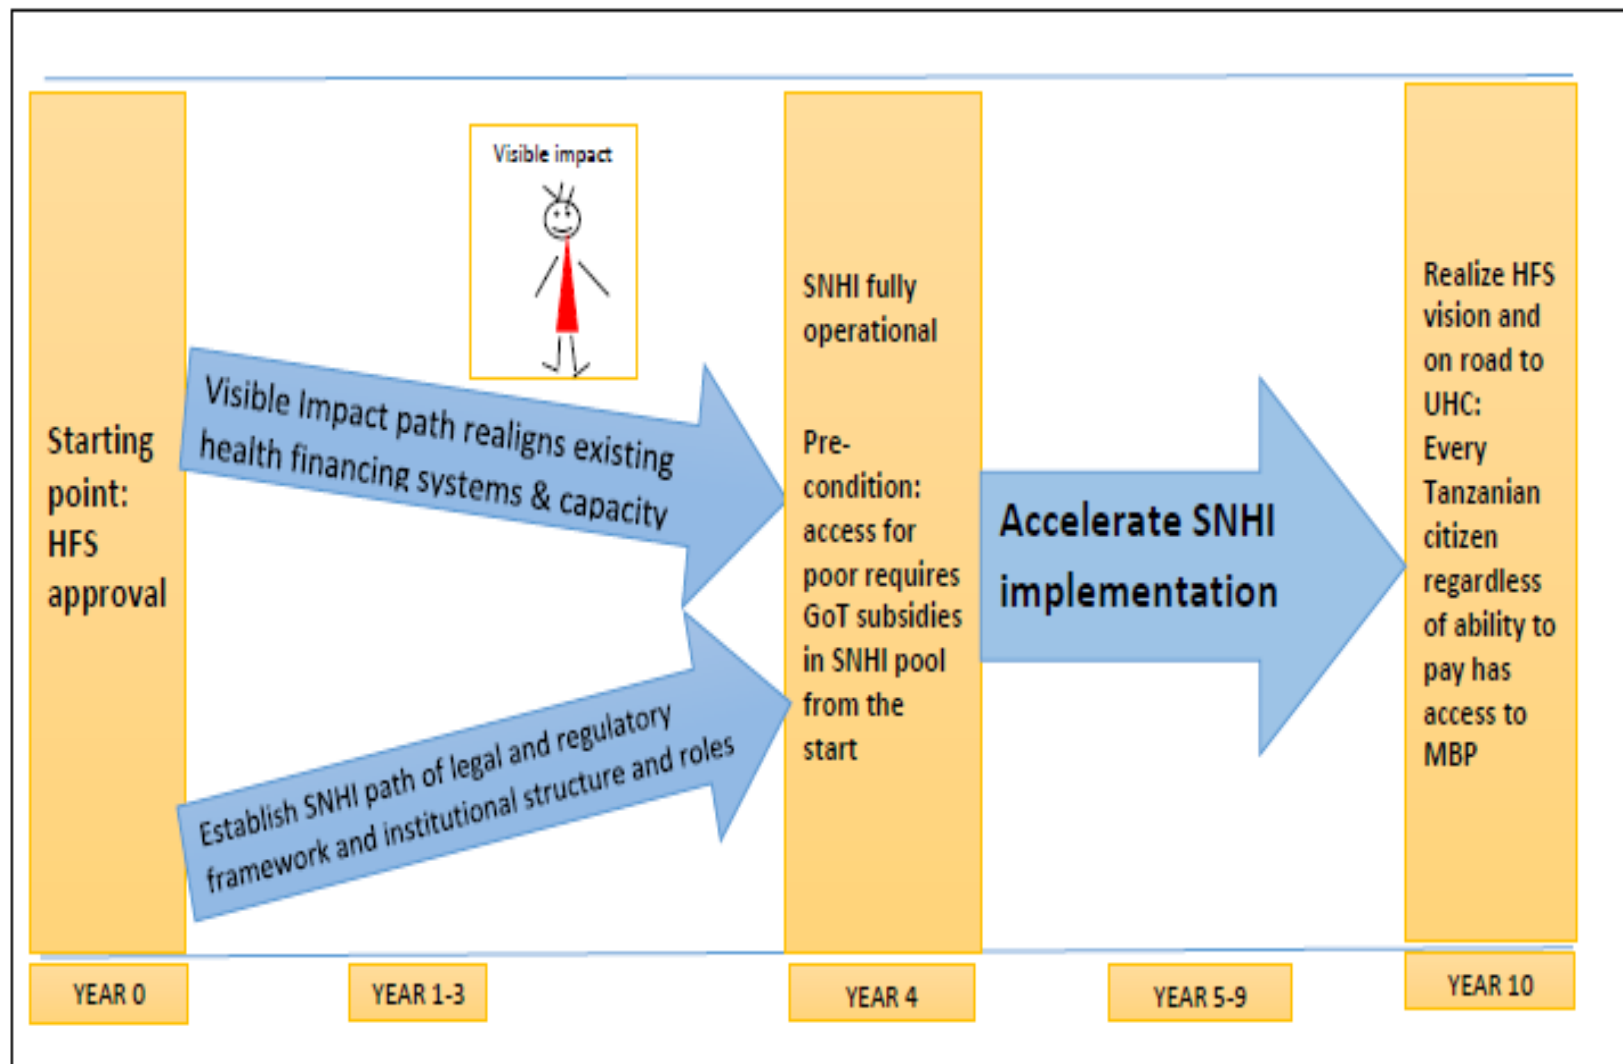 Starting
point:
HFS
approval
Visible impact
Visible Impact path realigns existing
health financing systems & capacity
Establish SNHI path of legal and regulatory
framework and institutional structure and roles
SNHI fully
operational
Pre-
condition:
access for
poor requires
GoT subsidies
in SNHI pool
from the
start
Accelerate SNHI
implementation
Realize HFS
vision and
on road to
UHC:
Every
Tanzanian
citizen
regardless
of ability to
pay has
access to
MBP
YEAR 0
YEAR 1-3
YEAR 4
YEAR 5-9
YEAR 10